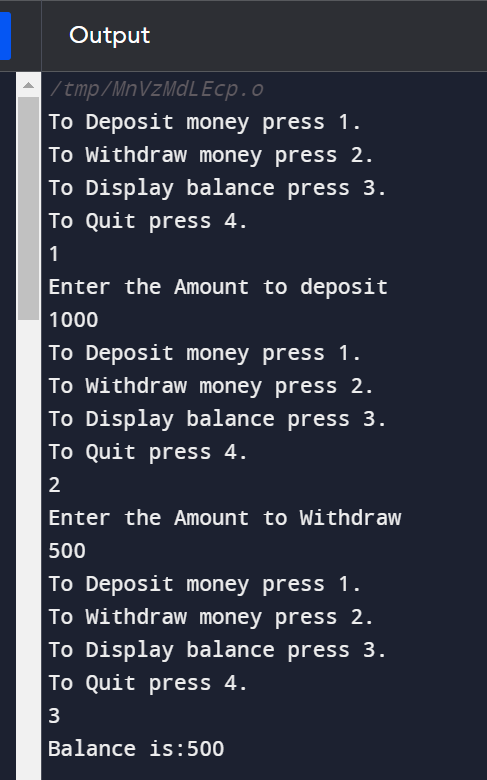 Output
/tmp/MnVzMdLEcp.o
To Deposit money press 1.
To Withdraw money press 2.
To Display balance press 3.
To Quit press 4.
1
Enter the Amount to deposit
1000
To Deposit money press 1.
To Withdraw money press 2.
To Display balance press 3.
To Quit press 4.
2
Enter the Amount to Withdraw
500
To Deposit money press 1.
To Withdraw money press 2.
To Display balance press 3.
To Quit press 4.
3
Balance is:500